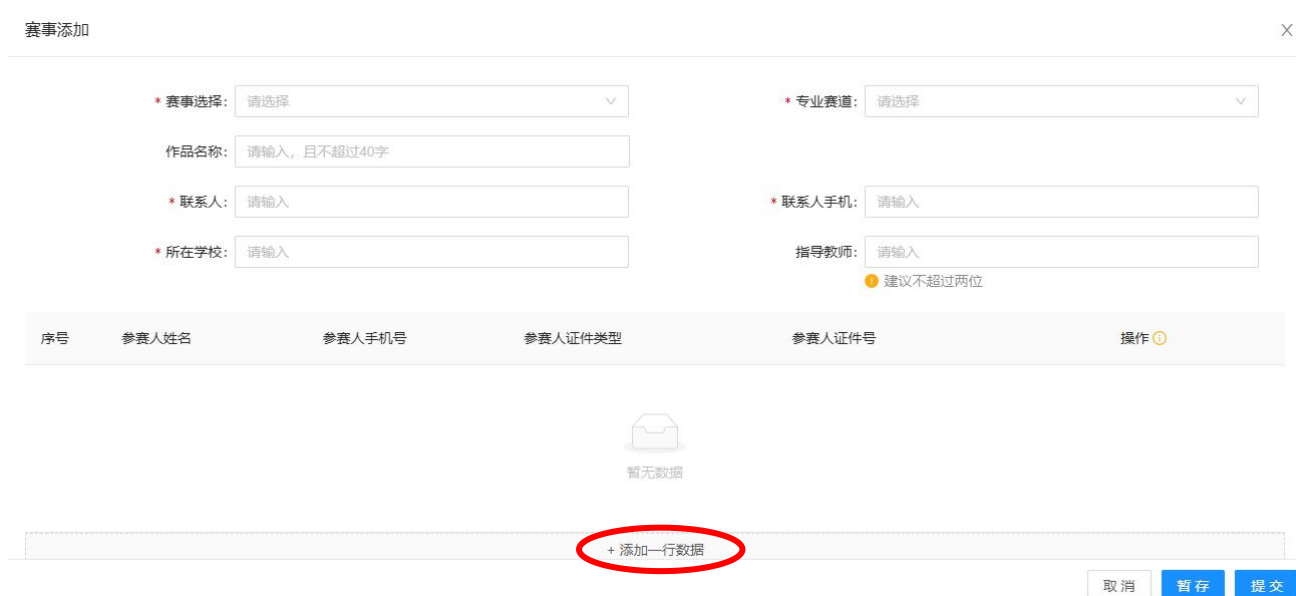 赛事添加
* 赛事选择： 请选择 * 专业赛道： 请选择
作品名称： 请输入，且不超过40字
* 联系人： 请输入 * 联系人手机： 请输入
* 所在学校： 请输入 指导教师： 请输入
建议不超过两位
序号 参赛人姓名 参赛人手机号 参赛人证件类型 参赛人证件号 操作
暂无数据
+ 添加一行数据
取消 暂存 提交